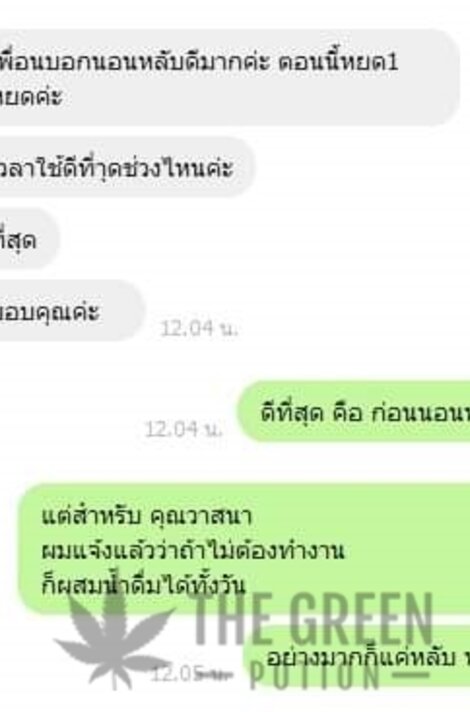 พื่อนบอกนอนหลับดีมากค่ะ ตอนนี้หยด1
หยดค่ะ
วลาใช้ดีที่ๅดช่วงไหนค่ะ
ที่สุด
ขอบคุณค่ะ
12.04 น.
ดีที่สุด คือ ก่อนนอน
12.04 น.
แต่สำหรับ คุณวาสนา
ผมแจ้งแล้วว่าถ้าไม่ต้องทำงาน
ก็ผสมน้ำดื่มได้ทั้งวัน
THE GREEN
อย่างมากก็แค่หลับ
12.05 น.
POTTION